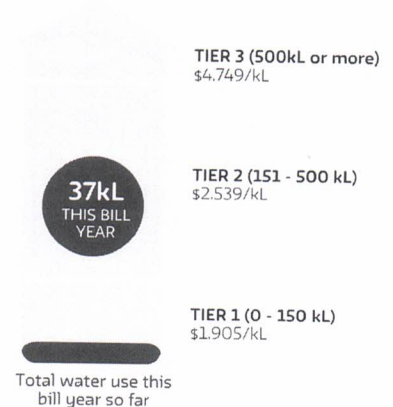 TIER 3 (500kL or more)
$4.749/kL
TIER 2 (151 - 500 kL)
$2.539/kL
37kL
THIS BILL
YEAR
TIER 1 (0 - 150 kL)
$1.905/kL
Total water use this
bill year so far